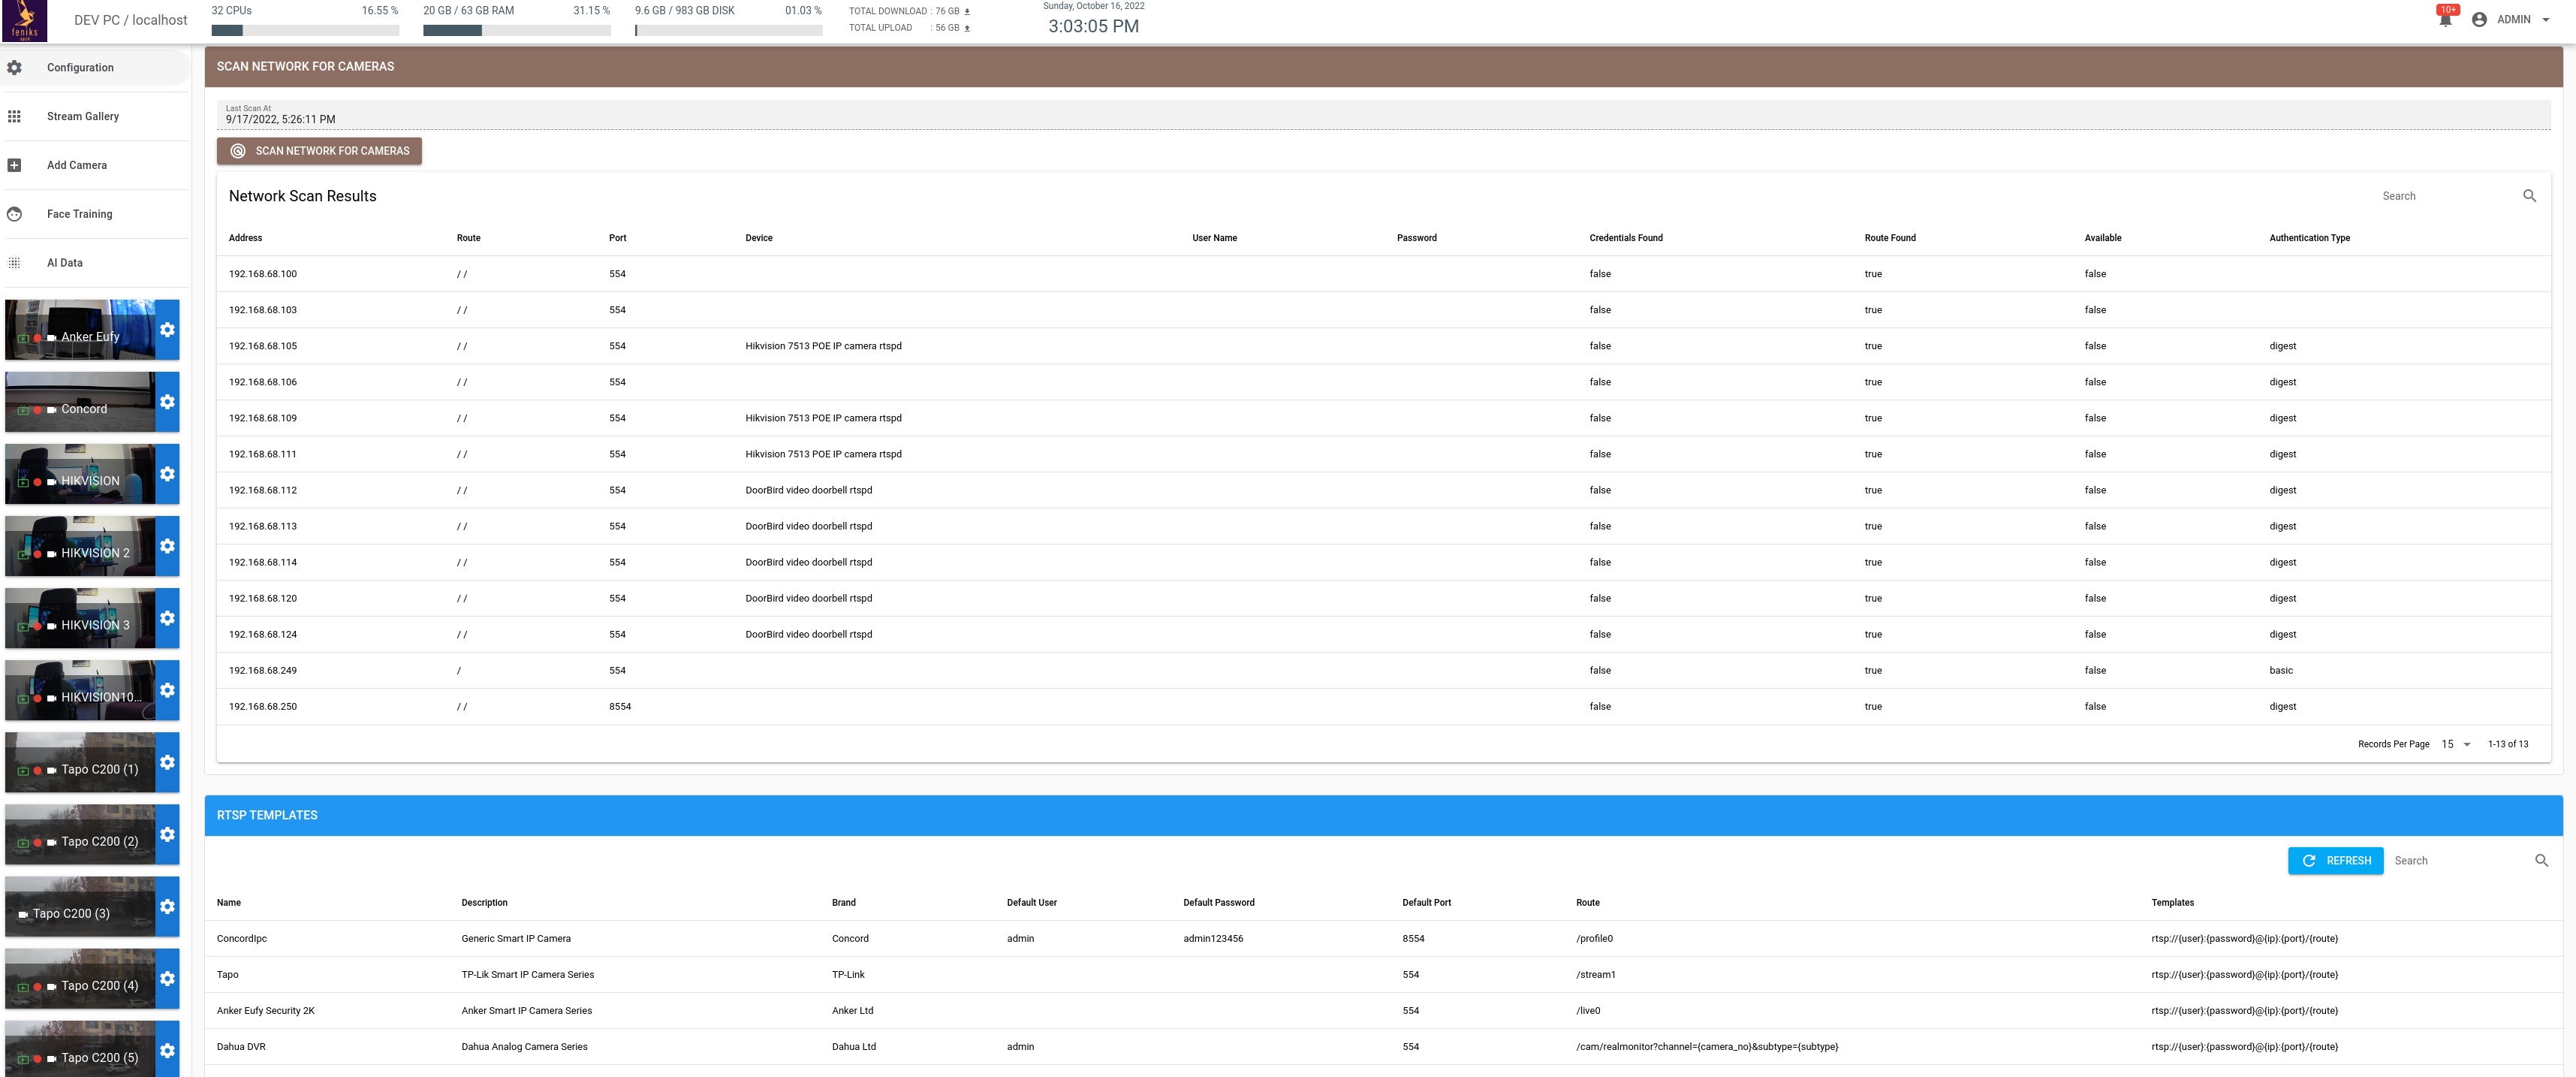 feniks
NVR
DEV PC / localhost
32 CPUs 16.55 %
20 GB / 63 GB RAM 31.15 %
9.6 GB / 983 GB DISK 01.03 %
TOTAL DOWNLOAD : 76 GB
TOTAL UPLOAD : 56 GB
Sunday, October 16, 2022
3:03:05 PM
10+
ADMIN
Configuration
Stream Gallery
Add Camera
Face Training
AI Data
Anker Eufy
Concord
HIKVISION
HIKVISION 2
HIKVISION 3
HIKVISION10...
Tapo C200 (1)
Tapo C200 (2)
Tapo C200 (3)
Tapo C200 (4)
Tapo C200 (5)
SCAN NETWORK FOR CAMERAS
Last Scan At
9/17/2022, 5:26:11 PM
SCAN NETWORK FOR CAMERAS
Network Scan Results
Search
Address Route Port Device User Name Password Credentials Found Route Found Available Authentication Type
192.168.68.100 / / 554 false true false
192.168.68.103 / / 554 false true false
192.168.68.105 / / 554 Hikvision 7513 POE IP camera rtspd false true false digest
192.168.68.106 / / 554 false true false digest
192.168.68.109 / / 554 Hikvision 7513 POE IP camera rtspd false true false digest
192.168.68.111 / / 554 Hikvision 7513 POE IP camera rtspd false true false digest
192.168.68.112 / / 554 DoorBird video doorbell rtspd false true false digest
192.168.68.113 / / 554 DoorBird video doorbell rtspd false true false digest
192.168.68.114 / / 554 DoorBird video doorbell rtspd false true false digest
192.168.68.120 / / 554 DoorBird video doorbell rtspd false true false digest
192.168.68.124 / / 554 DoorBird video doorbell rtspd false true false digest
192.168.68.249 / 554 false true false basic
192.168.68.250 / / 8554 false true false digest
Records Per Page 15 1-13 of 13
RTSP TEMPLATES
REFRESH
Search
Name Description Brand Default User Default Password Default Port Route Templates
ConcordIpc Generic Smart IP Camera Concord admin admin123456 8554 /profile0 rtsp://{user}:{password}@{ip}:{port}/{route}
Tapo TP-Lik Smart IP Camera Series TP-Link 554 /stream1 rtsp://{user}:{password}@{ip}:{port}/{route}
Anker Eufy Security 2K Anker Smart IP Camera Series Anker Ltd 554 /live0 rtsp://{user}:{password}@{ip}:{port}/{route}
Dahua DVR Dahua Analog Camera Series Dahua Ltd admin 554 /cam/realmonitor?channel={camera_no}&subtype={subtype} rtsp://{user}:{password}@{ip}:{port}/{route}